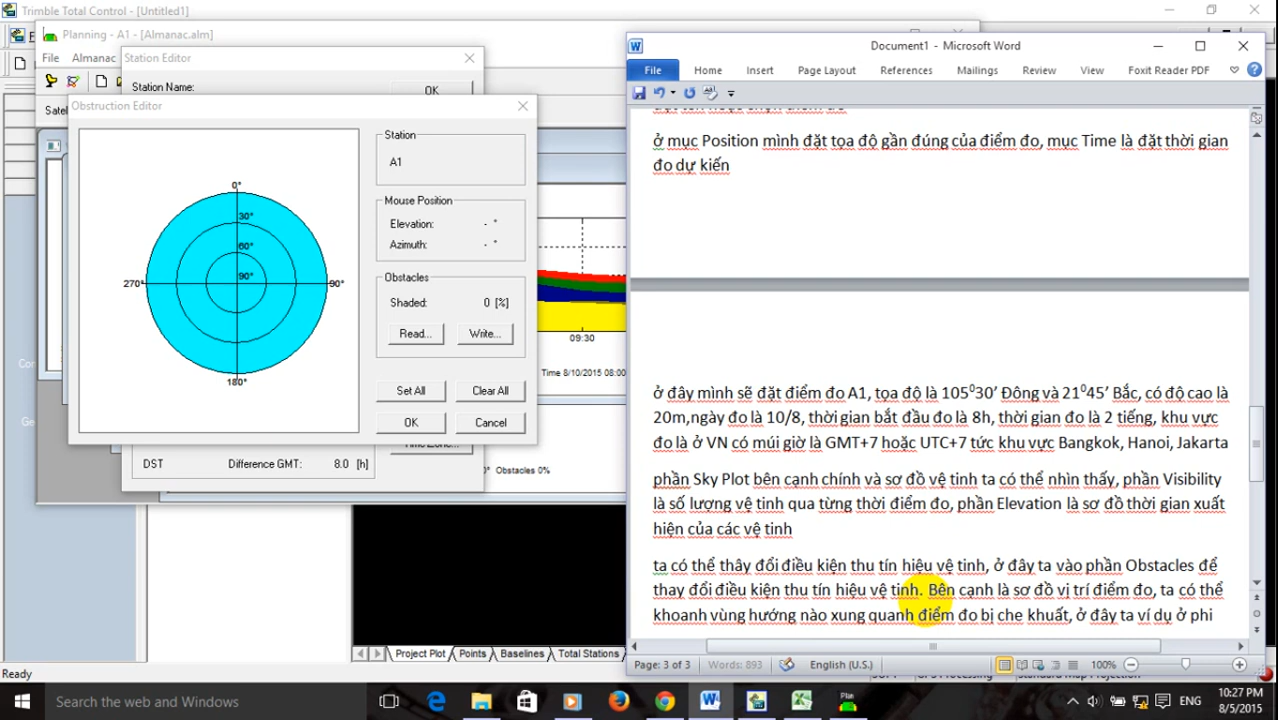 Trimble Total Control - [Untitled1]
Planning - A1 - [Almanac.alm]
File Almanac
Station Editor
Station Name:
OK
Obstruction Editor
Station
A1
Mouse Position
Elevation: - °
Azimuth: - °
Obstacles
Shaded: 0 [%]
Read... Write...
Set All Clear All
OK Cancel
0°
30°
60°
90°
270° 90°
180°
DST Difference GMT: 8.0 [h]
09:30
Time 8/10/2015 08:00
Obstacles 0%
Project Plot Points Baselines Total Stations
Ready
Document1 - Microsoft Word
File Home Insert Page Layout References Mailings Review View Foxit Reader PDF
ở mục Position mình đặt tọa độ gần đúng của điểm đo, mục Time là đặt thời gian
đo dự kiến
ở đây mình sẽ đặt điểm đo A1, tọa độ là 105⁰30’ Đông và 21⁰45’ Bắc, có độ cao là
20m,ngày đo là 10/8, thời gian bắt đầu đo là 8h, thời gian đo là 2 tiếng, khu vực
đo là ở VN có múi giờ là GMT+7 hoặc UTC+7 tức khu vực Bangkok, Hanoi, Jakarta
phần Sky Plot bên cạnh chính và sơ đồ vệ tinh ta có thể nhìn thấy, phần Visibility
là số lượng vệ tinh qua từng thời điểm đo, phần Elevation là sơ đồ thời gian xuất
hiện của các vệ tinh
ta có thể thây đổi điều kiện thu tín hiệu vệ tinh, ở đây ta vào phần Obstacles để
thay đổi điều kiện thu tín hiệu vệ tinh. Bên cạnh là sơ đồ vị trí điểm đo, ta có thể
khoanh vùng hướng nào xung quanh điểm đo bị che khuất, ở đây ta ví dụ ở phi
Page: 3 of 3 Words: 893 English (U.S.) 100%
Search the web and Windows
ENG
10:27 PM
8/5/2015